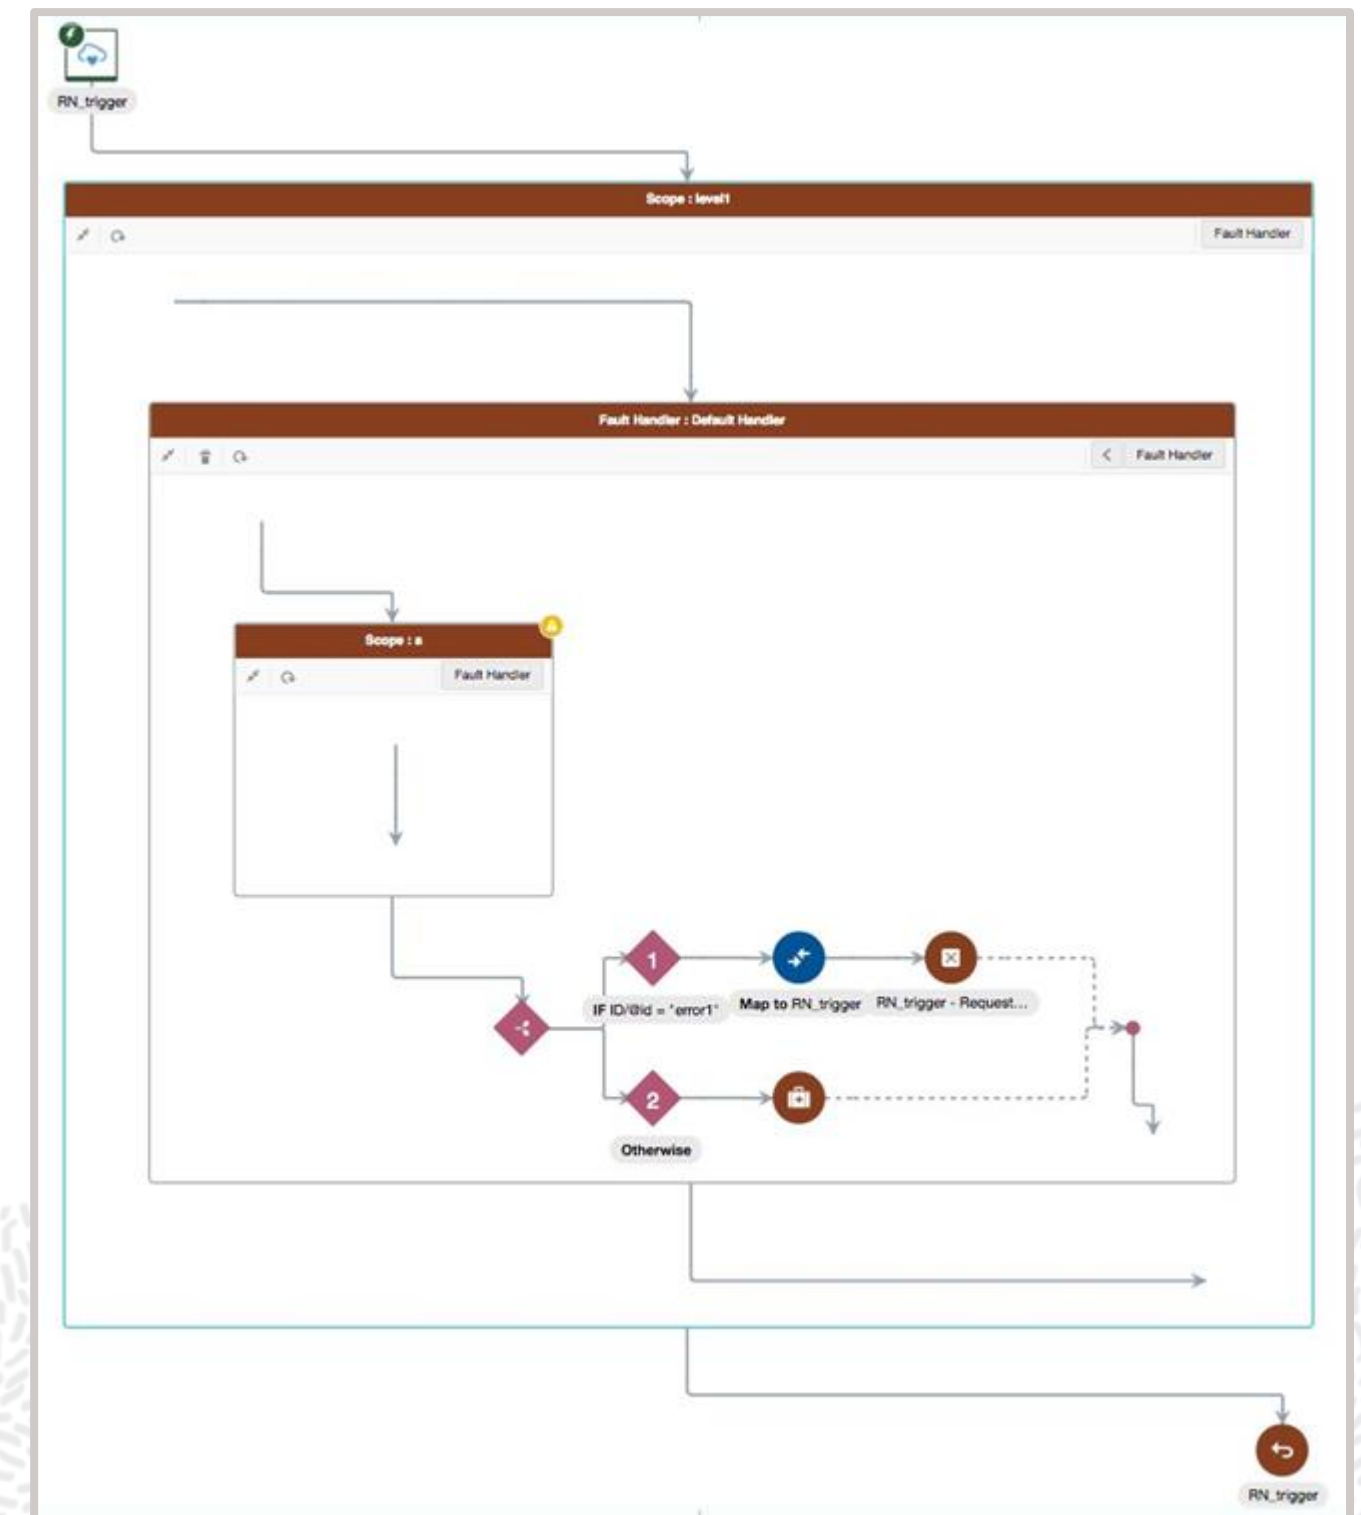 RN_trigger
Scope : level1
Fault Handler
Fault Handler : Default Handler
Fault Handler
Scope : a
Fault Handler
1
IF ID/@id = "error1"
Map to RN_trigger
RN_trigger - Request...
2
Otherwise
RN_trigger